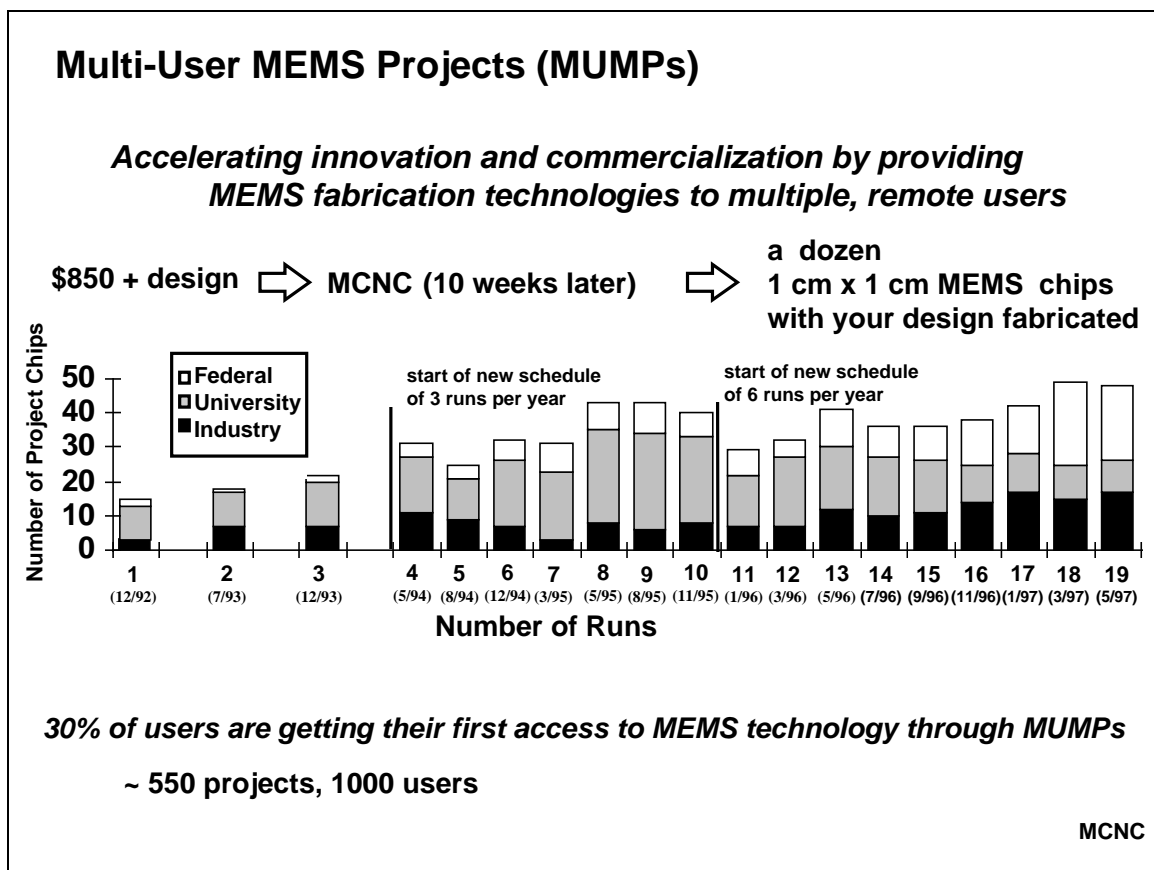 Multi-User MEMS Projects (MUMPs)
Accelerating innovation and commercialization by providing
MEMS fabrication technologies to multiple, remote users
$850 + design
MCNC (10 weeks later)
a dozen
1 cm x 1 cm MEMS chips
with your design fabricated
Number of Project Chips
50
40
30
20
10
0
Federal
University
Industry
start of new schedule
of 3 runs per year
start of new schedule
of 6 runs per year
1 2 3 4 5 6 7 8 9 10 11 12 13 14 15 16 17 18 19
(12/92) (7/93) (12/93) (5/94) (8/94) (12/94) (3/95) (5/95) (8/95) (11/95) (1/96) (3/96) (5/96) (7/96) (9/96) (11/96) (1/97) (3/97) (5/97)
Number of Runs
30% of users are getting their first access to MEMS technology through MUMPs
~ 550 projects, 1000 users
MCNC